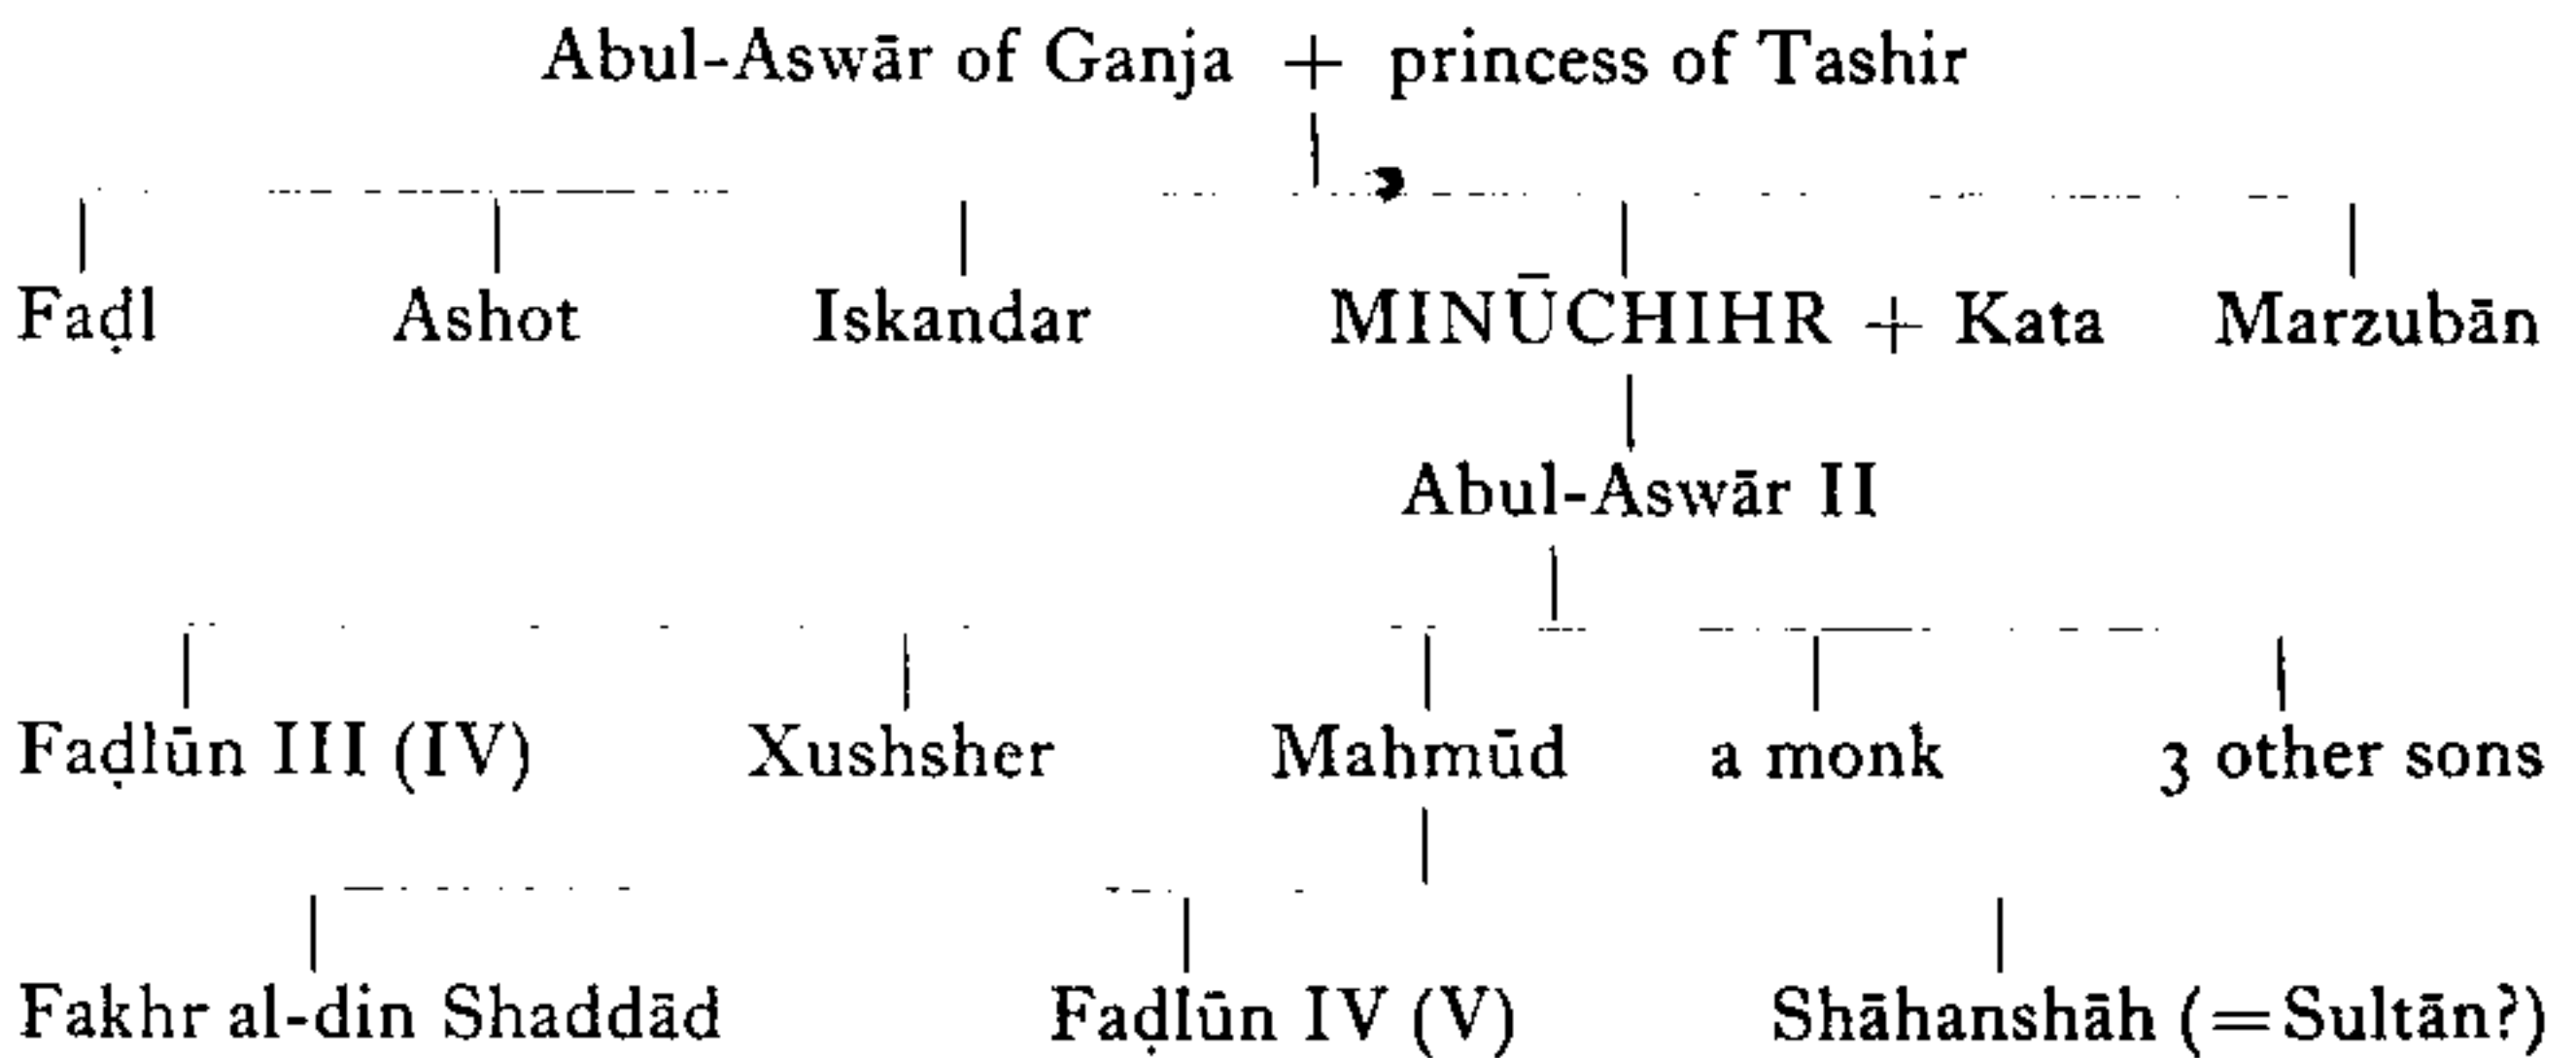 Abul-Aswār of Ganja + princess of Tashir
Faḍl Ashot Iskandar MINŪCHIHR + Kata Marzubān
Abul-Aswār II
Faḍlūn III (IV) Xushsher Mahmūd a monk 3 other sons
Fakhr al-din Shaddād Faḍlūn IV (V) Shāhanshāh (=Sultān?)